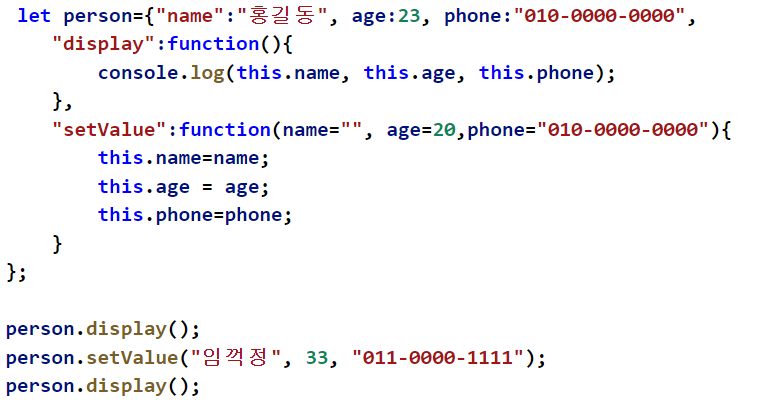 let person={"name":"홍길동", age:23, phone:"010-0000-0000",
"display":function(){
console.log(this.name, this.age, this.phone);
},
"setValue":function(name="", age=20,phone="010-0000-0000"){
this.name=name;
this.age = age;
this.phone=phone;
}
};
person.display();
person.setValue("임꺽정", 33, "011-0000-1111");
person.display();